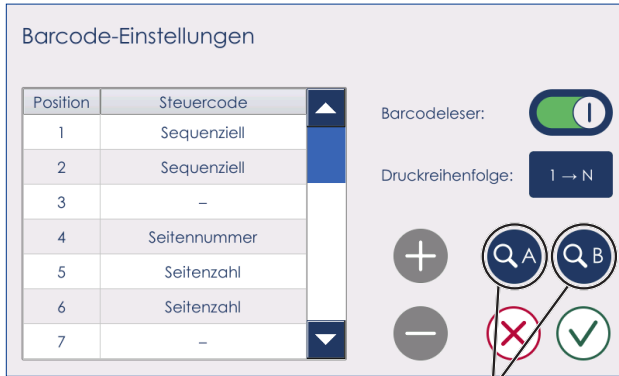 Barcode-Einstellungen
Position Steuercode
1 Sequenziell
2 Sequenziell
3 –
4 Seitennummer
5 Seitenzahl
6 Seitenzahl
7 –
Barcodeleser: I
Druckreihenfolge: 1 → N
A B